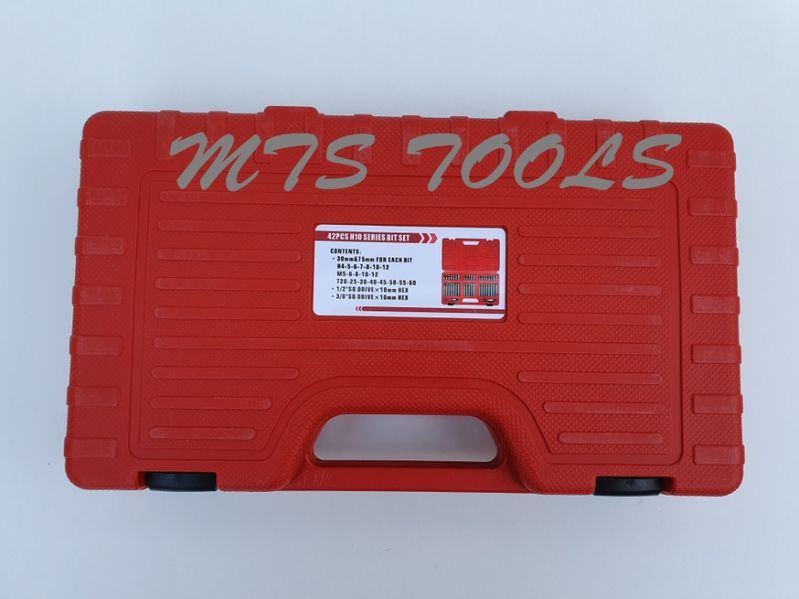 MTS TOOLS
42PCS H10 SERIES BIT SET
CONTENTS:
· 30mm&75mm FOR EACH BIT
H4-5-6-7-8-10-12
M5-6-8-10-12
T20-25-30-40-45-50-55-60
· 1/2"SQ DRIVE×10mm HEX
· 3/8"SQ DRIVE×10mm HEX